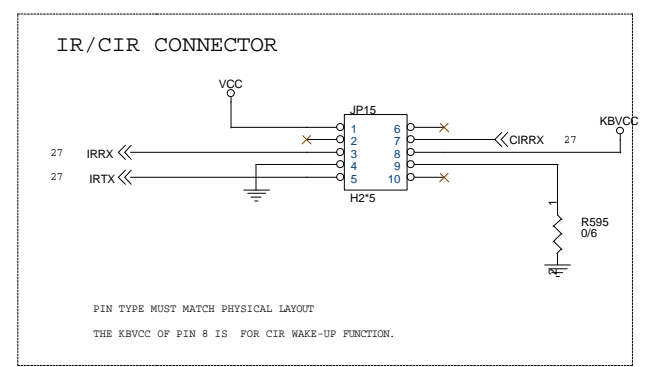 IR/CIR CONNECTOR
VCC
JP15
KBVCC
1 6
2 7 CIRRX 27
27 IRRX 3 8
4 9
27 IRTX 5 10
H2*5
1
R595
0/6
2
PIN TYPE MUST MATCH PHYSICAL LAYOUT
THE KBVCC OF PIN 8 IS FOR CIR WAKE-UP FUNCTION.